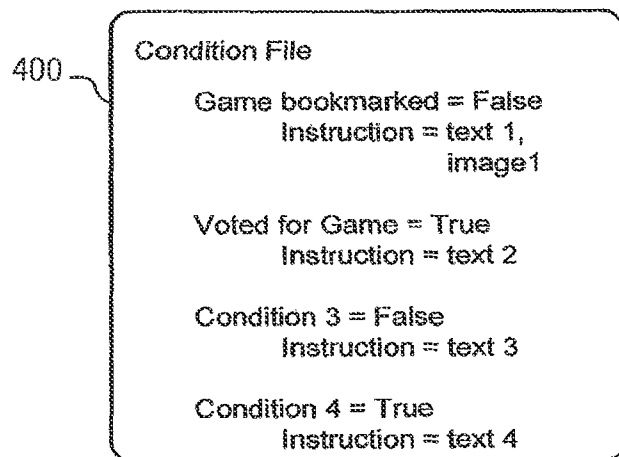 Condition File
400
Game bookmarked = False
Instruction = text 1,
image1
Voted for Game = True
Instruction = text 2
Condition 3 = False
Instruction = text 3
Condition 4 = True
Instruction = text 4